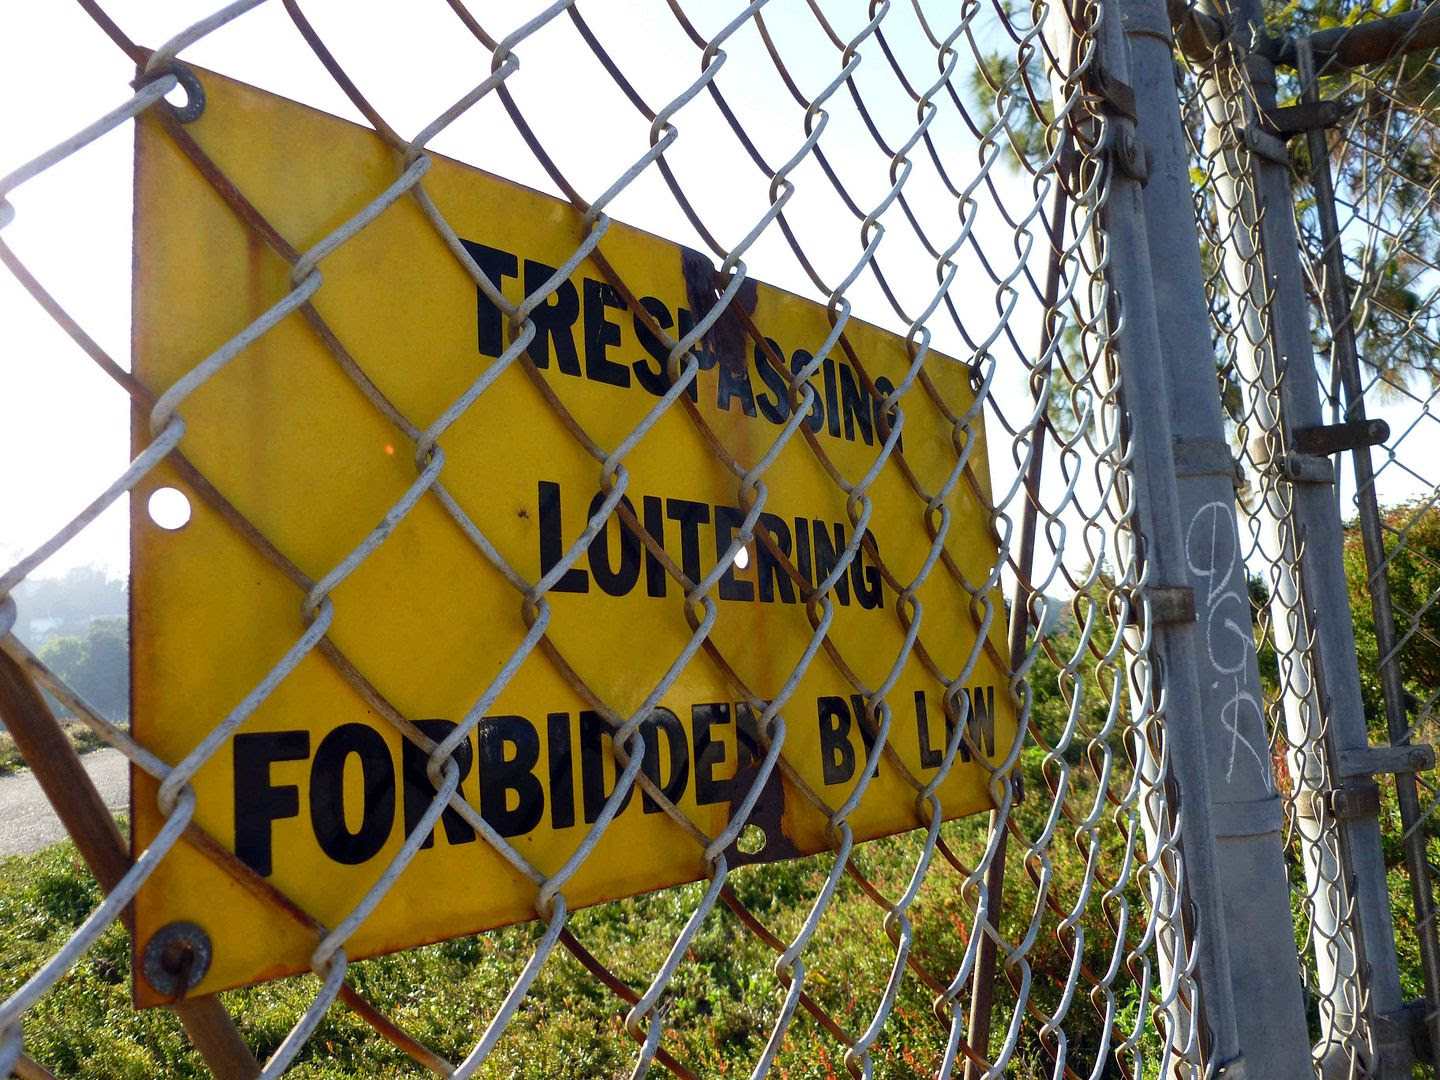 TRESPASSING
LOITERING
FORBIDDEN BY LAW